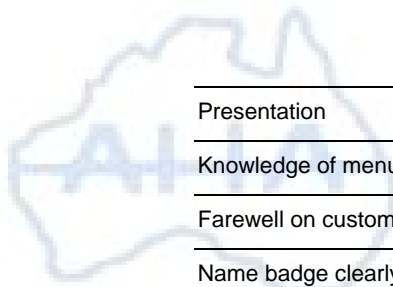 Presentation
Knowledge of menu
Farewell on custom
Name badge clearly